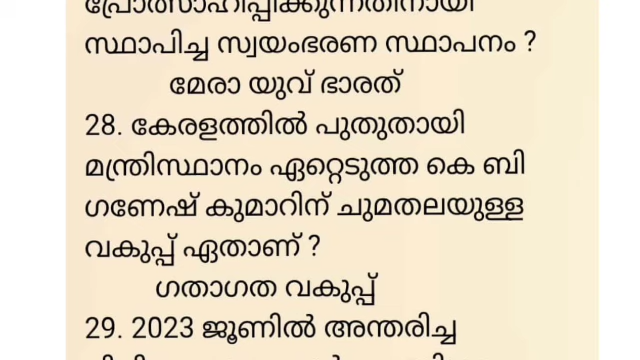 പ്രോത്സാഹിപ്പിക്കുന്നതിനായി
സ്ഥാപിച്ച സ്വയംഭരണ സ്ഥാപനം ?
മേരാ യുവ് ഭാരത്
28. കേരളത്തിൽ പുതുതായി
മന്ത്രിസ്ഥാനം ഏറ്റെടുത്ത കെ ബി
ഗണേഷ് കുമാറിന് ചുമതലയുള്ള
വകുപ്പ് ഏതാണ് ?
ഗതാഗത വകുപ്പ്
29. 2023 ജൂണിൽ അന്തരിച്ച